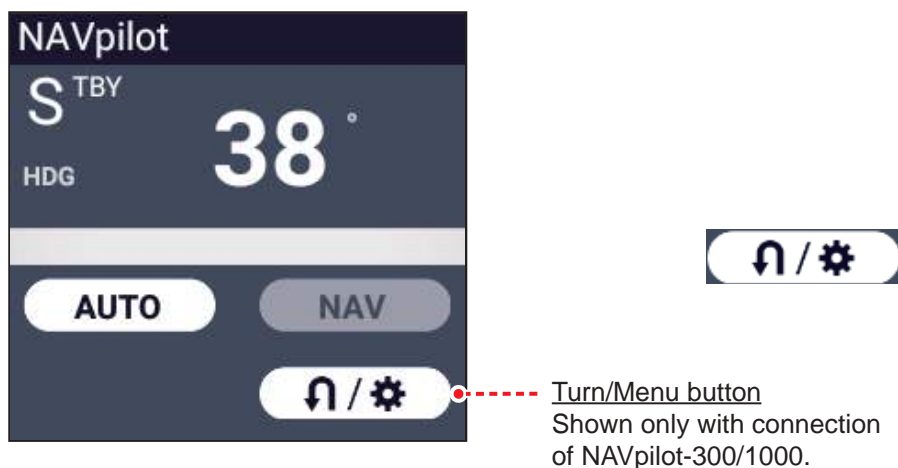 NAVpilot
S TBY
38°
HDG
AUTO
NAV
/
/
Turn/Menu button
Shown only with connection
of NAVpilot-300/1000.